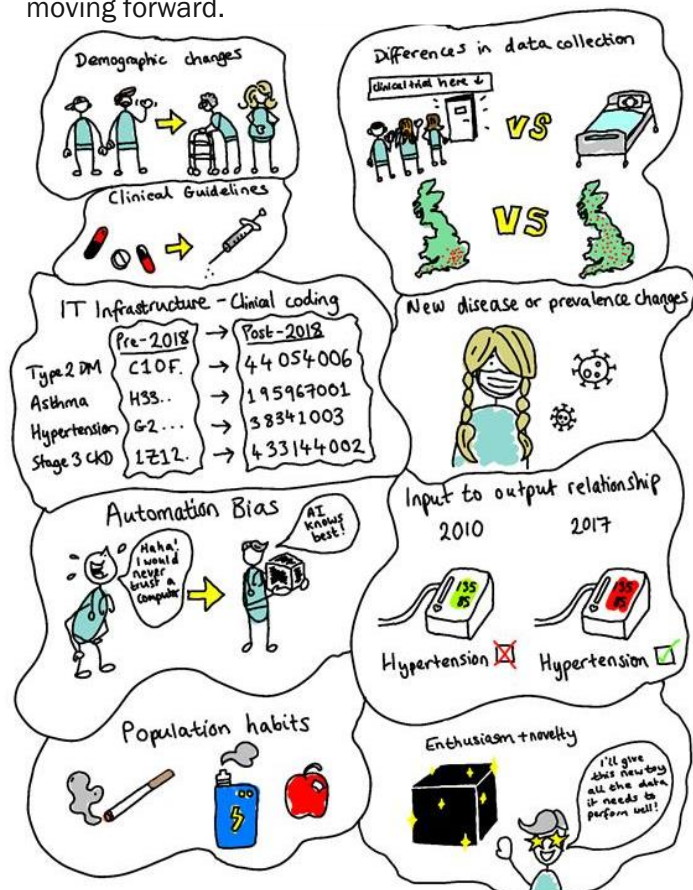 moving forward.
Demographic changes
Differences in data collection
clinical trial here ↓
VS
VS
Clinical Guidelines
IT Infrastructure - Clinical coding
Pre-2018 → Post-2018
Type 2 DM C10F. → 44054006
Asthma H33.. → 195967001
Hypertension G2... → 38341003
Stage 3 CKD 1Z12. → 433144002
New disease or prevalence changes
Automation Bias
Haha!
I would
never
trust a
computer
AI
knows
best!
Input to output relationship
2010 2017
135
85
135
85
Hypertension ☒ Hypertension ☑
Population habits
Enthusiasm + novelty
I'll give
this new toy
all the data
it needs to
perform well!